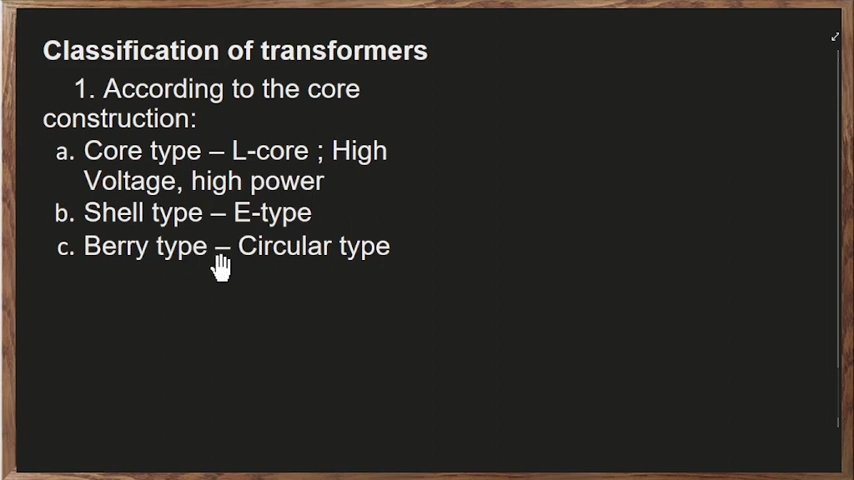 Classification of transformers
1. According to the core
construction:
a. Core type – L-core ; High
Voltage, high power
b. Shell type – E-type
c. Berry type – Circular type